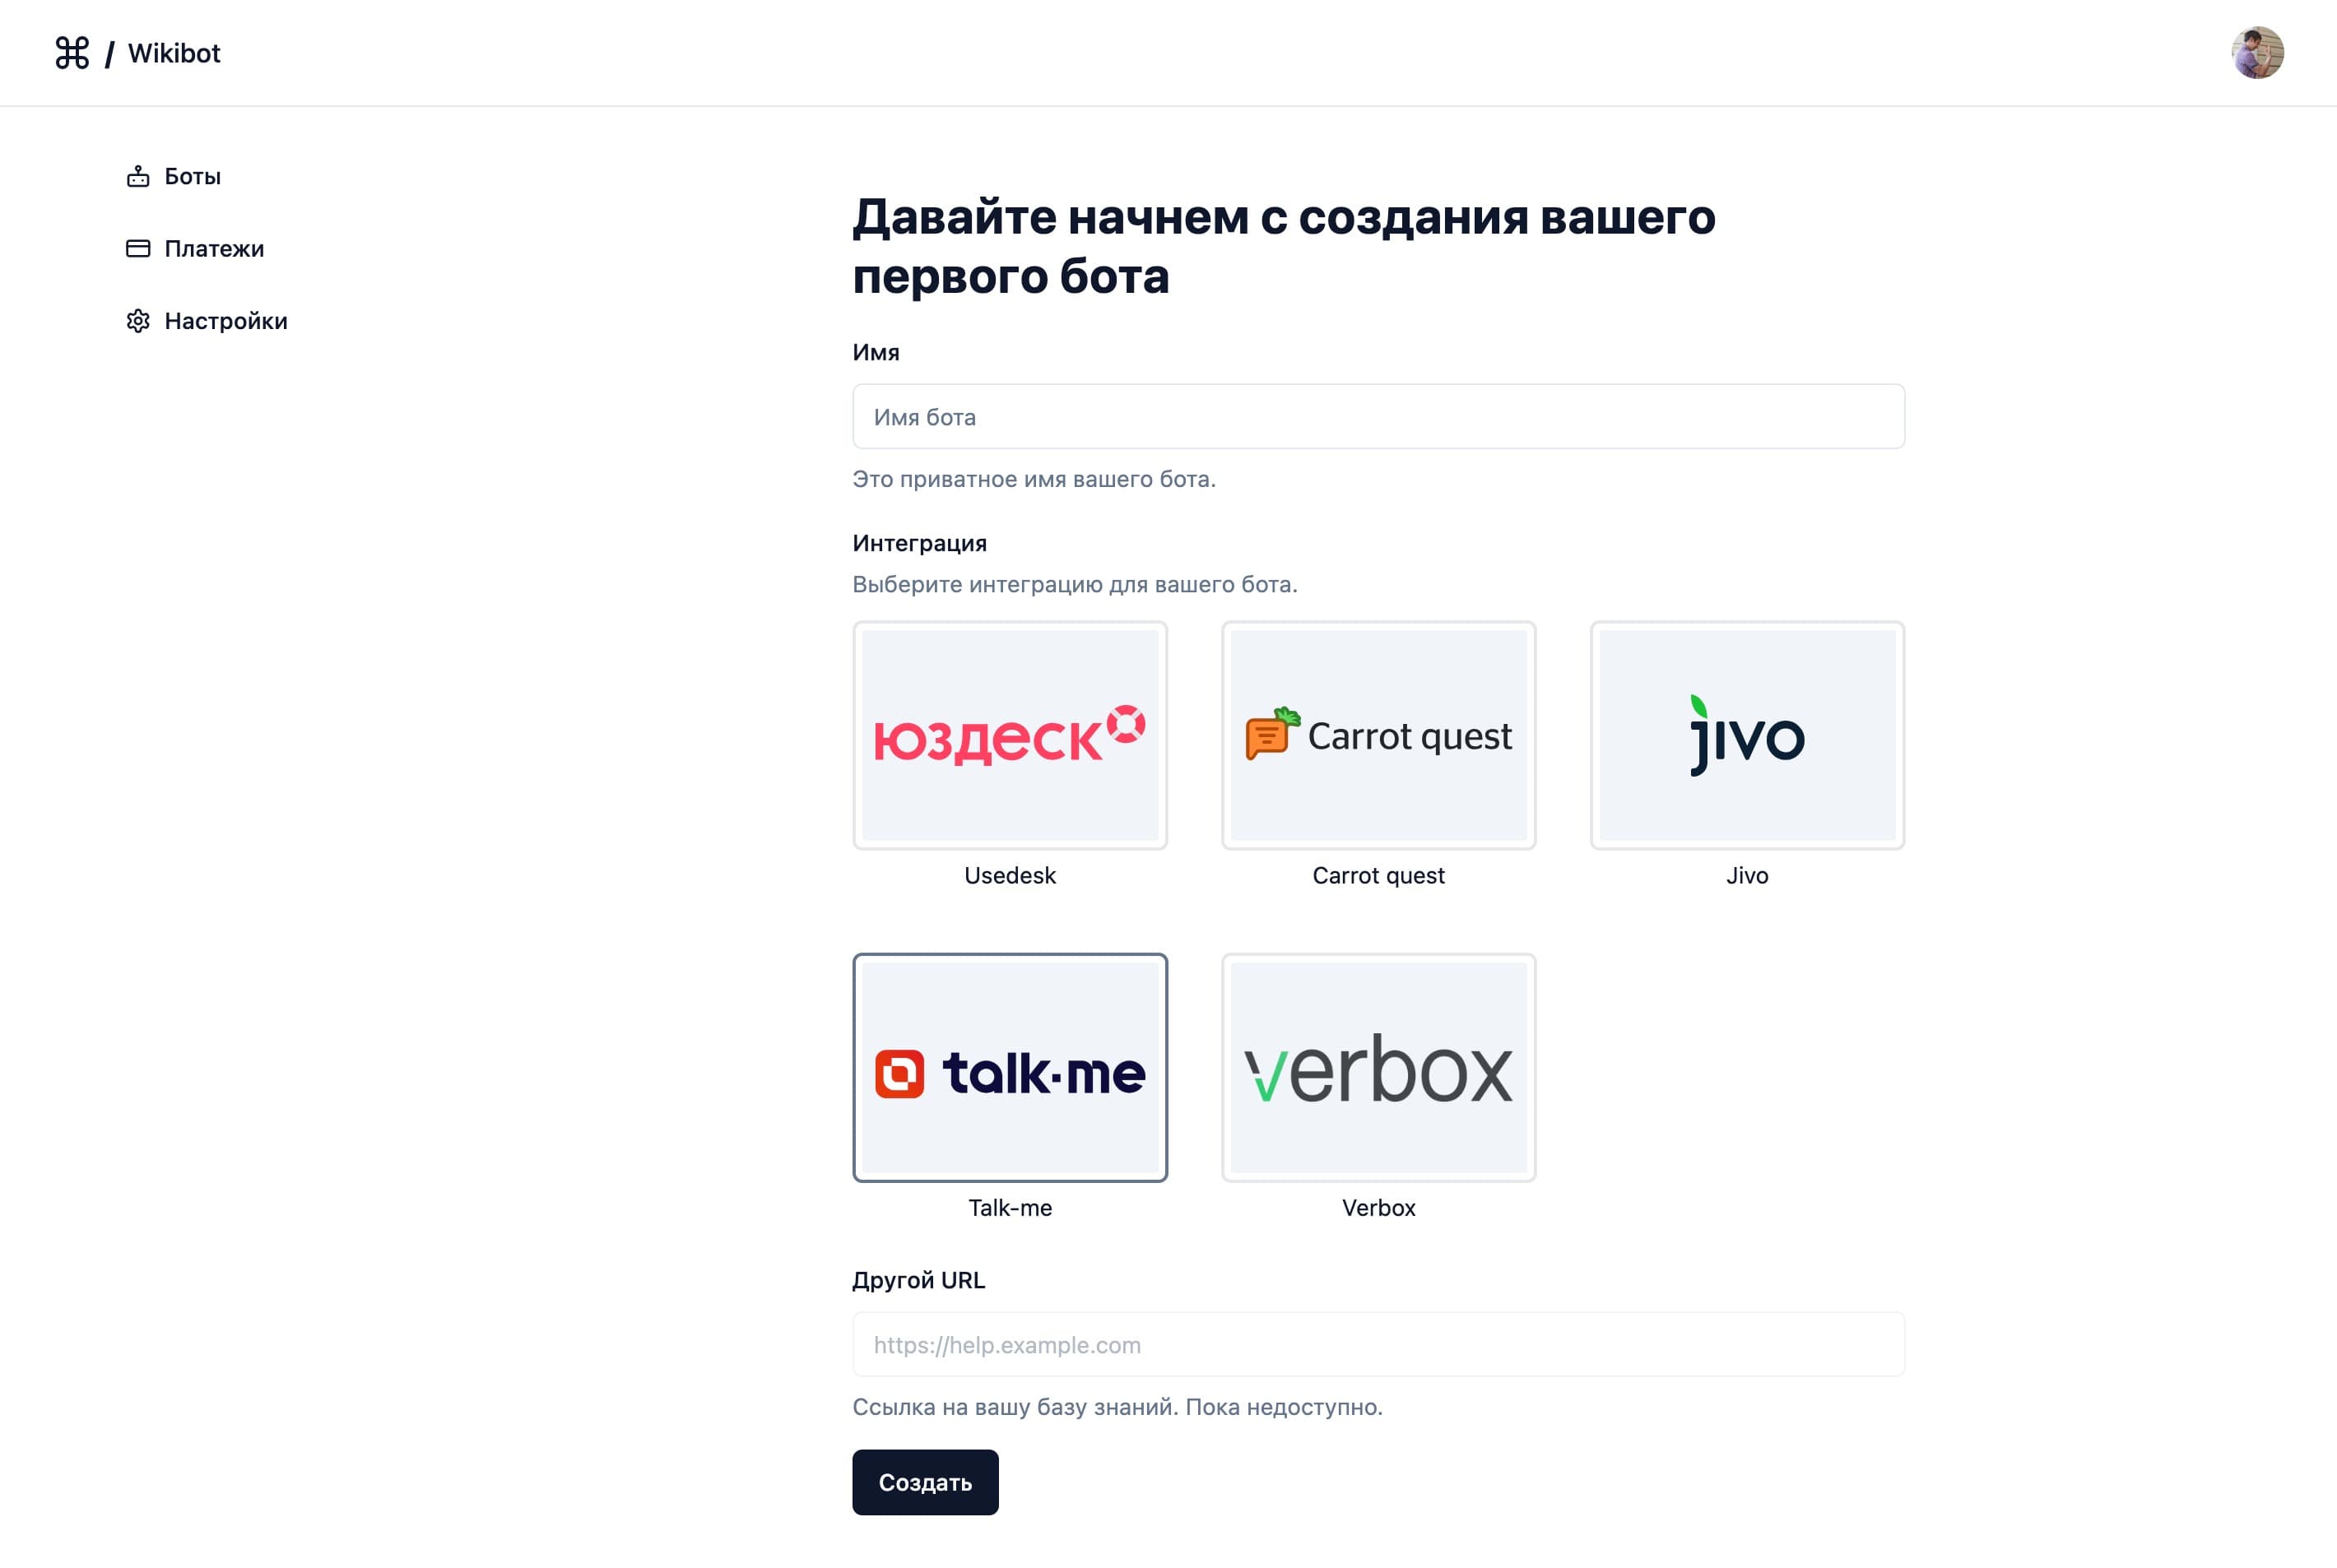 / Wikibot
Боты
Платежи
Настройки
Давайте начнем с создания вашего
первого бота
Имя
Имя бота
Это приватное имя вашего бота.
Интеграция
Выберите интеграцию для вашего бота.
юздеск
Carrot quest
jivo
Usedesk
Carrot quest
Jivo
talk·me
verbox
Talk-me
Verbox
Другой URL
https://help.example.com
Ссылка на вашу базу знаний. Пока недоступно.
Создать